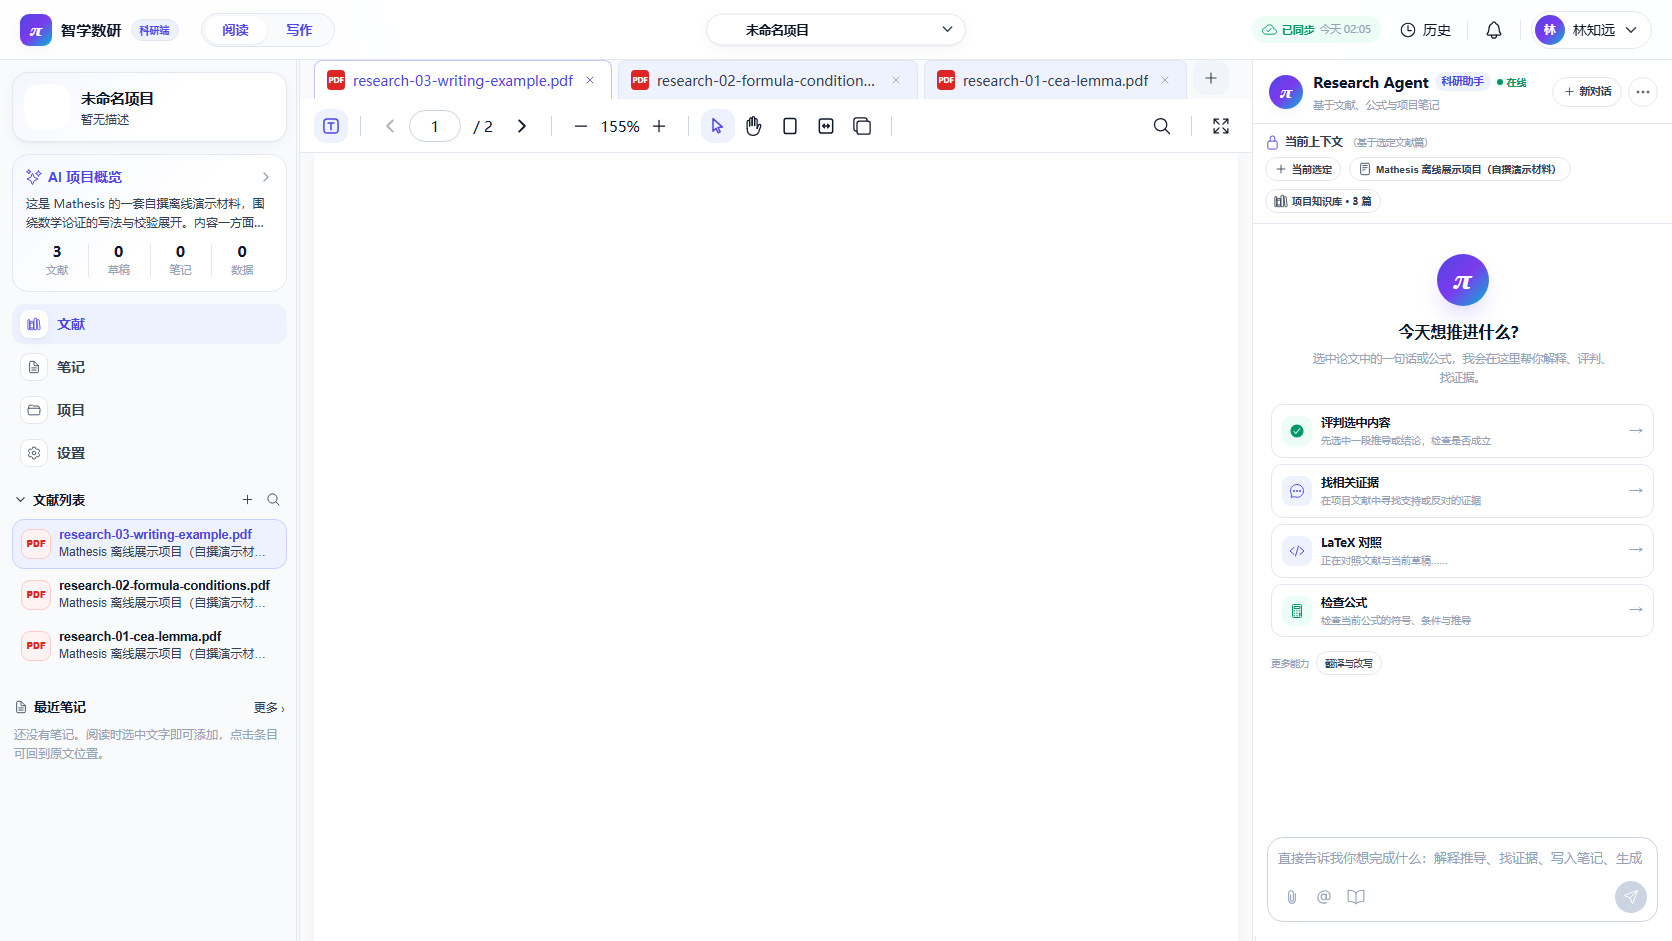 π 智学数研 科研端 阅读 写作
未命名项目
已同步 今天 02:05 历史 林 林知远
未命名项目
暂无描述
AI 项目概览
这是 Mathesis 的一套自撰离线演示材料，围
绕数学论证的写法与校验展开。内容一方面...
3 0 0 0
文献 草稿 笔记 数据
文献
笔记
项目
设置
文献列表
PDF research-03-writing-example.pdf
Mathesis 离线展示项目（自撰演示材...
PDF research-02-formula-conditions.pdf
Mathesis 离线展示项目（自撰演示材...
PDF research-01-cea-lemma.pdf
Mathesis 离线展示项目（自撰演示材...
最近笔记 更多 ›
还没有笔记。阅读时选中文字即可添加，点击条目
可回到原文位置。
PDF research-03-writing-example.pdf × PDF research-02-formula-condition... × PDF research-01-cea-lemma.pdf × +
T 1 / 2 155%
π Research Agent 科研助手 在线
基于文献、公式与项目笔记
+ 新对话
当前上下文 （基于选定文献篇）
+ 当前选定 Mathesis 离线展示项目（自撰演示材料）
项目知识库 • 3 篇
π
今天想推进什么?
选中论文中的一句话或公式，我会在这里帮你解释、评判、
找证据。
评判选中内容
先选中一段推导或结论，检查是否成立
找相关证据
在项目文献中寻找支持或反对的证据
LaTeX 对照
正在对照文献与当前草稿......
检查公式
检查当前公式的符号、条件与推导
更多能力 翻译与改写
直接告诉我你想完成什么：解释推导、找证据、写入笔记、生成
@